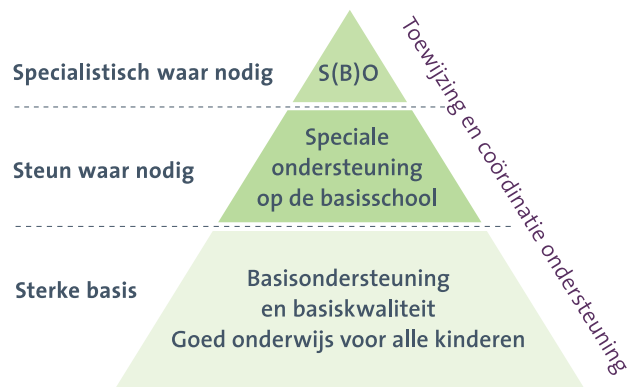 Specialistisch waar nodig
S(B)O
Steun waar nodig
Speciale
ondersteuning
op de basisschool
Sterke basis
Basisondersteuning
en basiskwaliteit
Goed onderwijs voor alle kinderen
Toewijzing en coördinatie ondersteuning